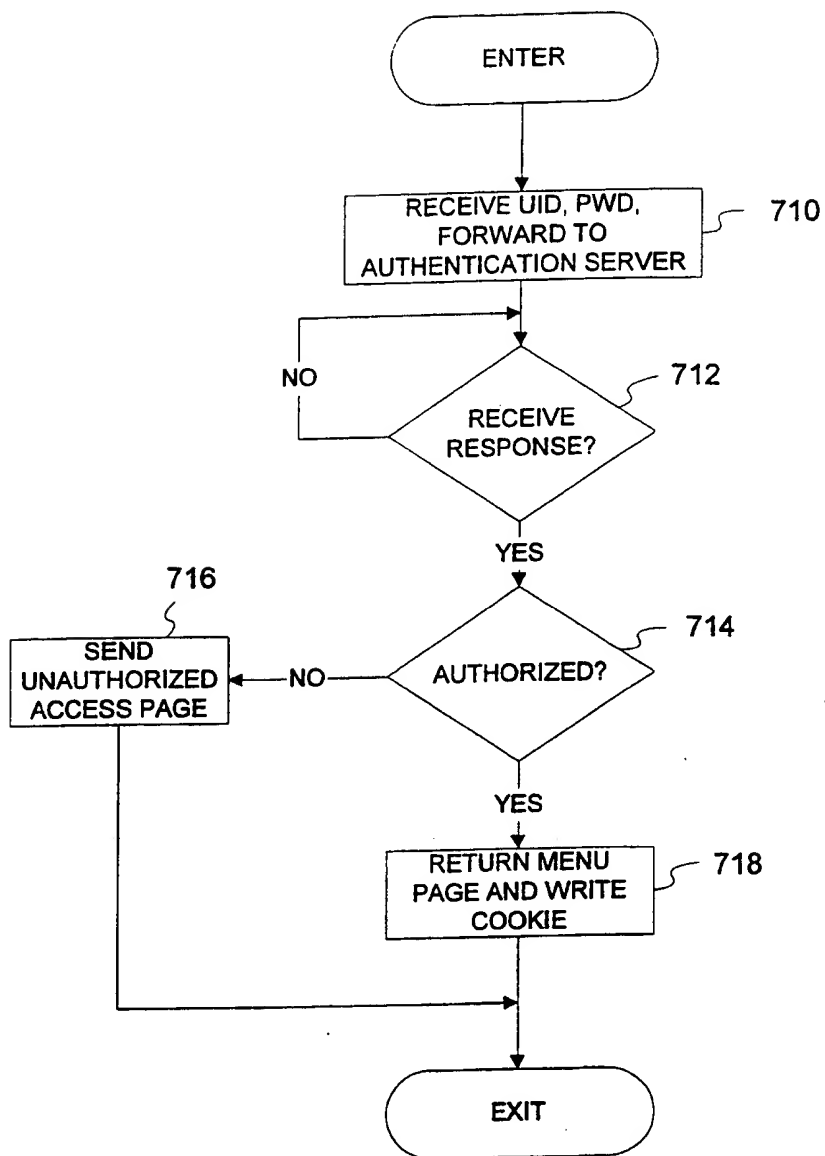 ENTER
RECEIVE UID, PWD,
FORWARD TO
AUTHENTICATION SERVER
710
NO
712
RECEIVE
RESPONSE?
YES
716
714
SEND
UNAUTHORIZED
ACCESS PAGE
NO
AUTHORIZED?
YES
RETURN MENU
PAGE AND WRITE
COOKIE
718
EXIT